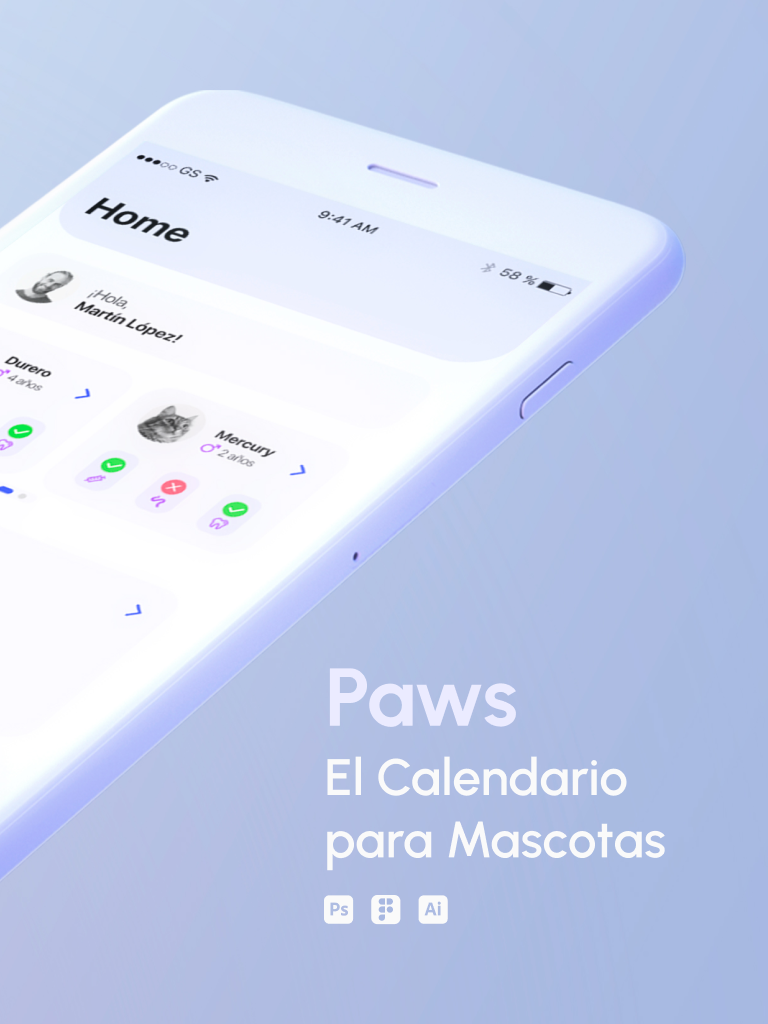 GS
9:41 AM
58 %
Home
¡Hola,
Martín López!
Durero
4 años
Mercury
2 años
Paws
El Calendario
para Mascotas
Ps Ai